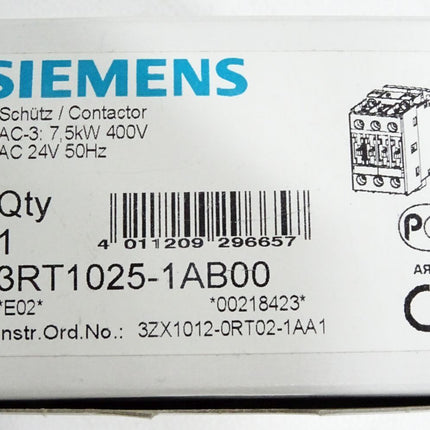 SIEMENS
Schütz / Contactor
AC-3: 7,5kW 400V
AC 24V 50Hz
Qty
1
4 011209 296657
3RT1025-1AB00
*E02*
*00218423*
Instr.Ord.No.: 3ZX1012-0RT02-1AA1